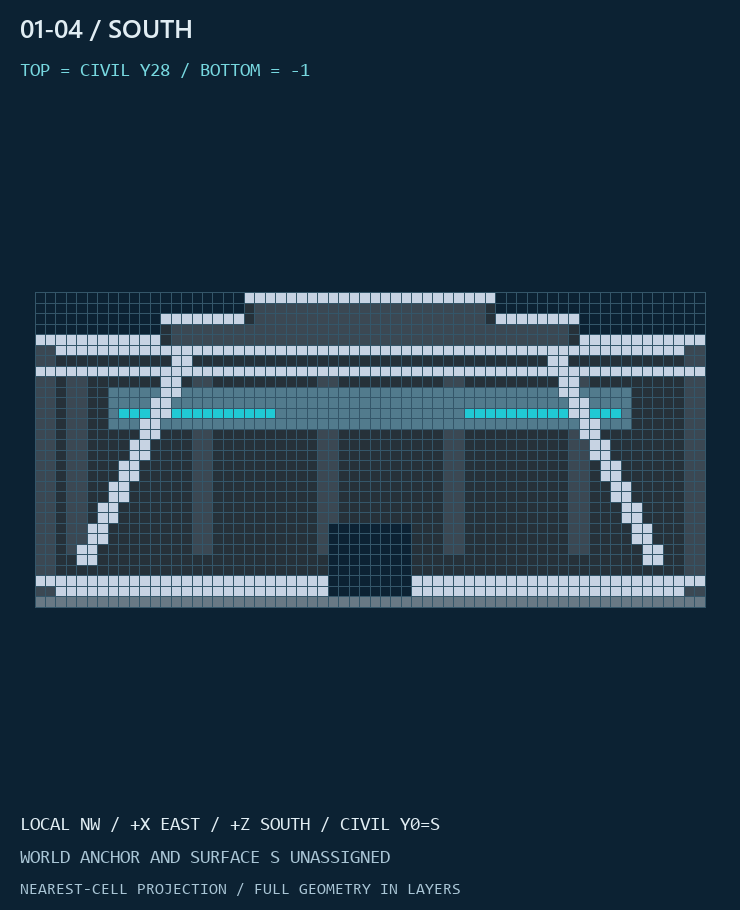 01-04 / SOUTH
TOP = CIVIL Y28 / BOTTOM = -1
LOCAL NW / +X EAST / +Z SOUTH / CIVIL Y0=S
WORLD ANCHOR AND SURFACE S UNASSIGNED
NEAREST-CELL PROJECTION / FULL GEOMETRY IN LAYERS